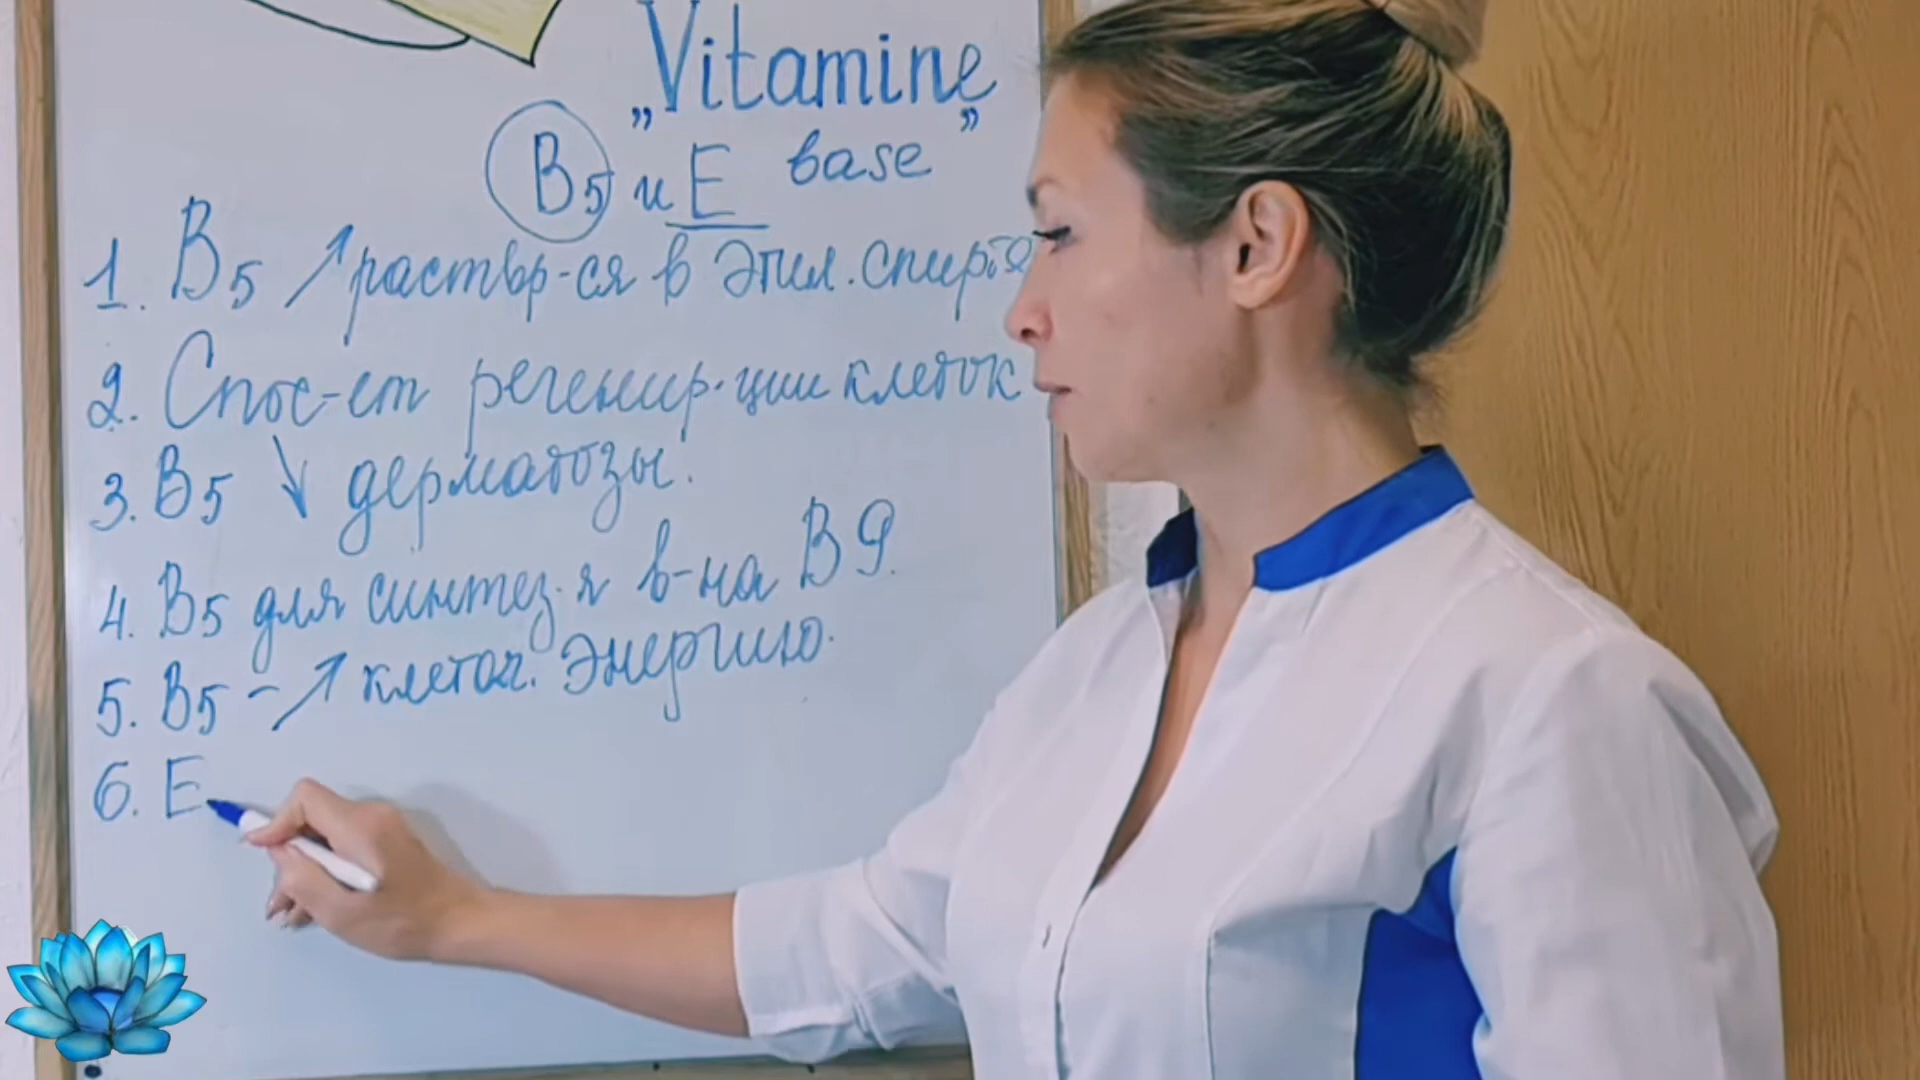 „Vitamine”
B5 и E base
1. B5 ↗ раствор-ся в этил. спирте
2. Спос-ет регенир-ции клеток
3. B5 ↘ дерматозы.
4. B5 для синтез-я в-на B9.
5. B5 - ↗ клеточ. энергию.
6. E